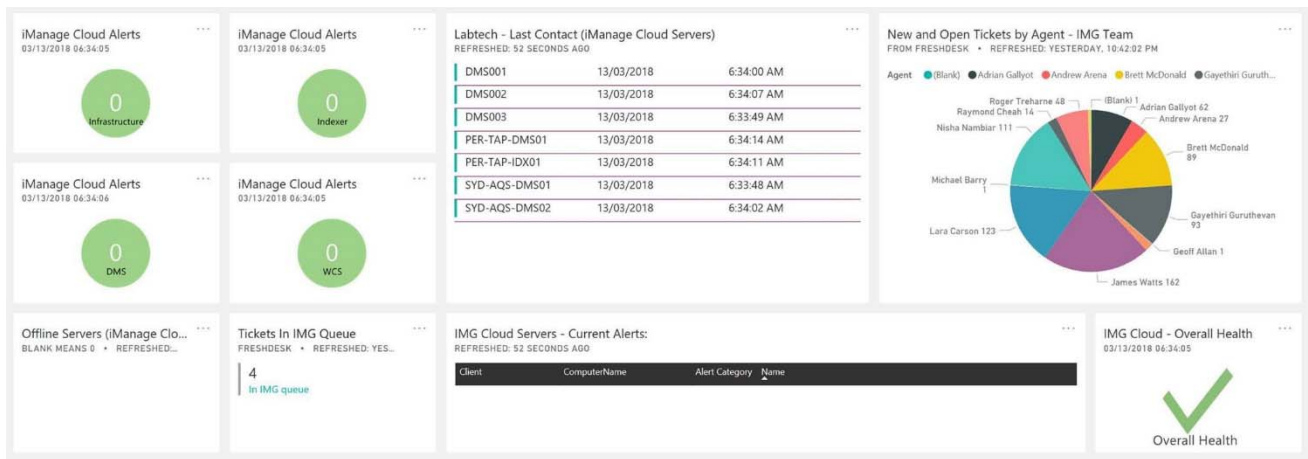 iManage Cloud Alerts
03/13/2018 06:34:05
0
Infrastructure
iManage Cloud Alerts
03/13/2018 06:34:05
0
Indexer
iManage Cloud Alerts
03/13/2018 06:34:06
0
DMS
iManage Cloud Alerts
03/13/2018 06:34:05
0
WCS
Labtech - Last Contact (iManage Cloud Servers)
REFRESHED: 52 SECONDS AGO
DMS001 13/03/2018 6:34:00 AM
DMS002 13/03/2018 6:34:07 AM
DMS003 13/03/2018 6:33:49 AM
PER-TAP-DMS01 13/03/2018 6:34:14 AM
PER-TAP-IDX01 13/03/2018 6:34:11 AM
SYD-AQS-DMS01 13/03/2018 6:33:48 AM
SYD-AQS-DMS02 13/03/2018 6:34:02 AM
New and Open Tickets by Agent - IMG Team
FROM FRESHDESK • REFRESHED: YESTERDAY, 10:42:02 PM
Agent (Blank) Adrian Gallyot Andrew Arena Brett McDonald Gayethiri Guruth...
(Blank) 1
Adrian Gallyot 62
Andrew Arena 27
Brett McDonald
89
Gayethiri Guruthevan
93
Geoff Allan 1
James Watts 162
Lara Carson 123
Michael Barry
1
Nisha Nambiar 111
Raymond Cheah 14
Roger Treharne 48
Offline Servers (iManage Clo...
BLANK MEANS 0 • REFRESHED:...
Tickets In IMG Queue
FRESHDESK • REFRESHED: YES...
4
In IMG queue
IMG Cloud Servers - Current Alerts:
REFRESHED: 52 SECONDS AGO
Client ComputerName Alert Category Name
IMG Cloud - Overall Health
03/13/2018 06:34:05
Overall Health